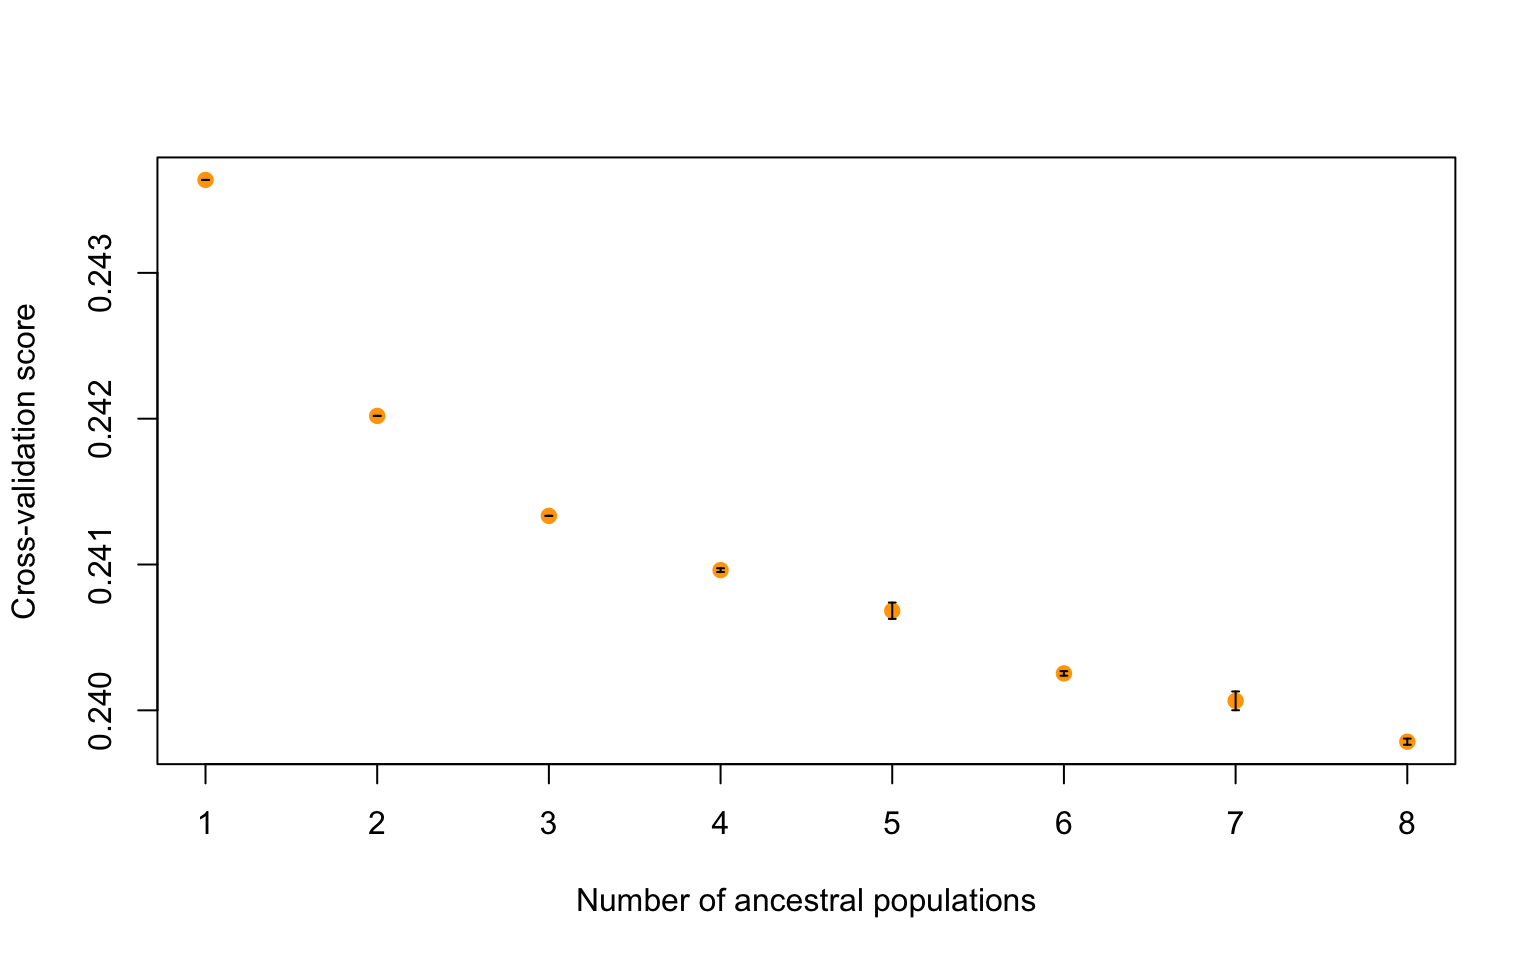 Cross-validation score
0.243
0.242
0.241
0.240
1 2 3 4 5 6 7 8
Number of ancestral populations